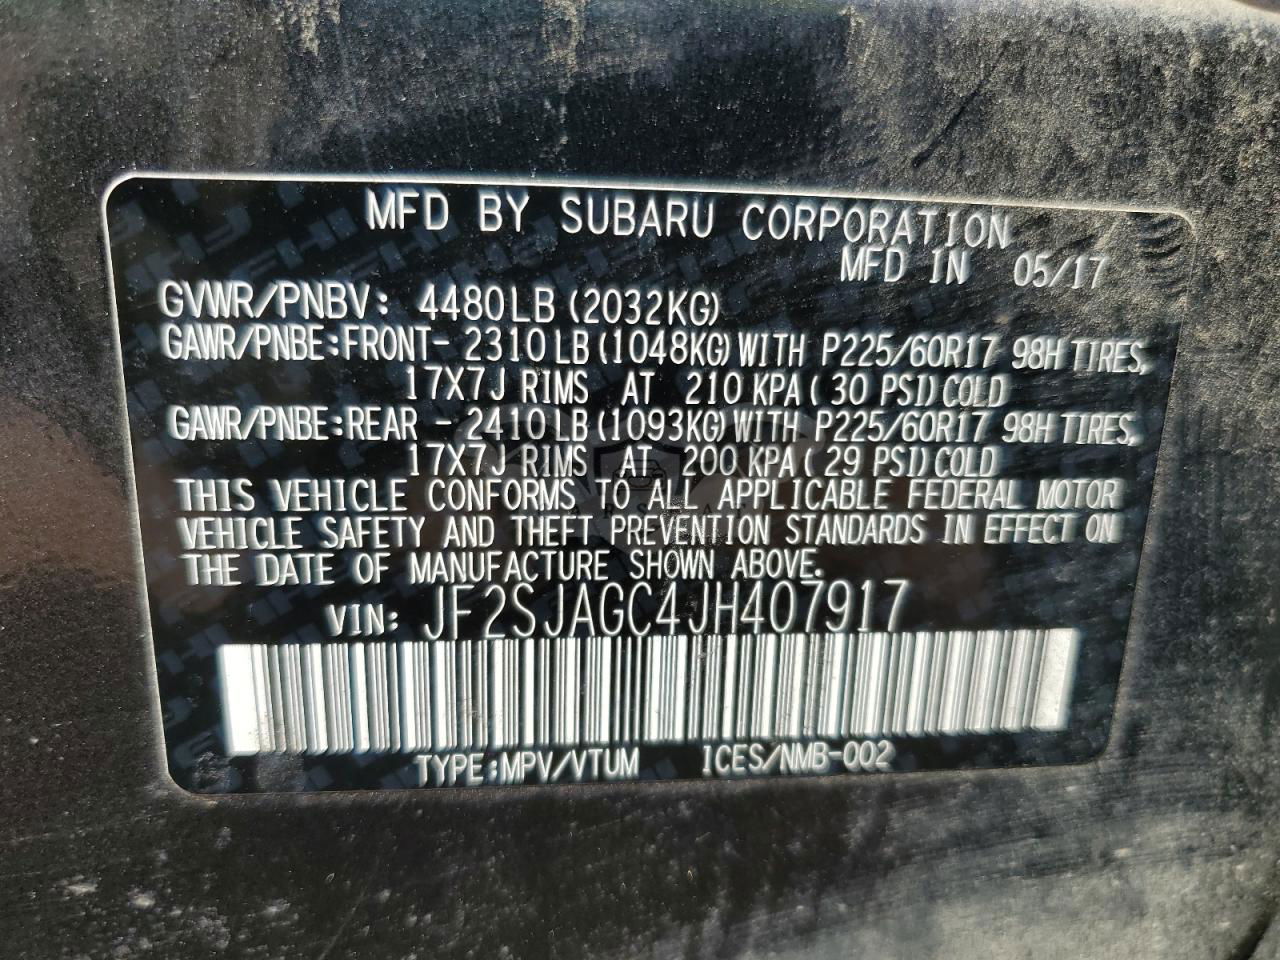 MFD BY SUBARU CORPORATION
MFD IN 05/17
GVWR/PNBV: 4480LB (2032KG)
GAWR/PNBE:FRONT- 2310LB(1048KG)WITH P225/60R17 98H TIRES,
17X7J RIMS AT 210 KPA( 30 PSI)COLD
GAWR/PNBE:REAR - 2410LB(1093KG)WITH P225/60R17 98H TIRES,
17X7J RIMS AT 200 KPA( 29 PSI)COLD
THIS VEHICLE CONFORMS TO ALL APPLICABLE FEDERAL MOTOR
VEHICLE SAFETY AND THEFT PREVENTION STANDARDS IN EFFECT ON
THE DATE OF MANUFACTURE SHOWN ABOVE.
VIN: JF2SJAGC4JH407917
TYPE:MPV/VTUM ICES/NMB-002